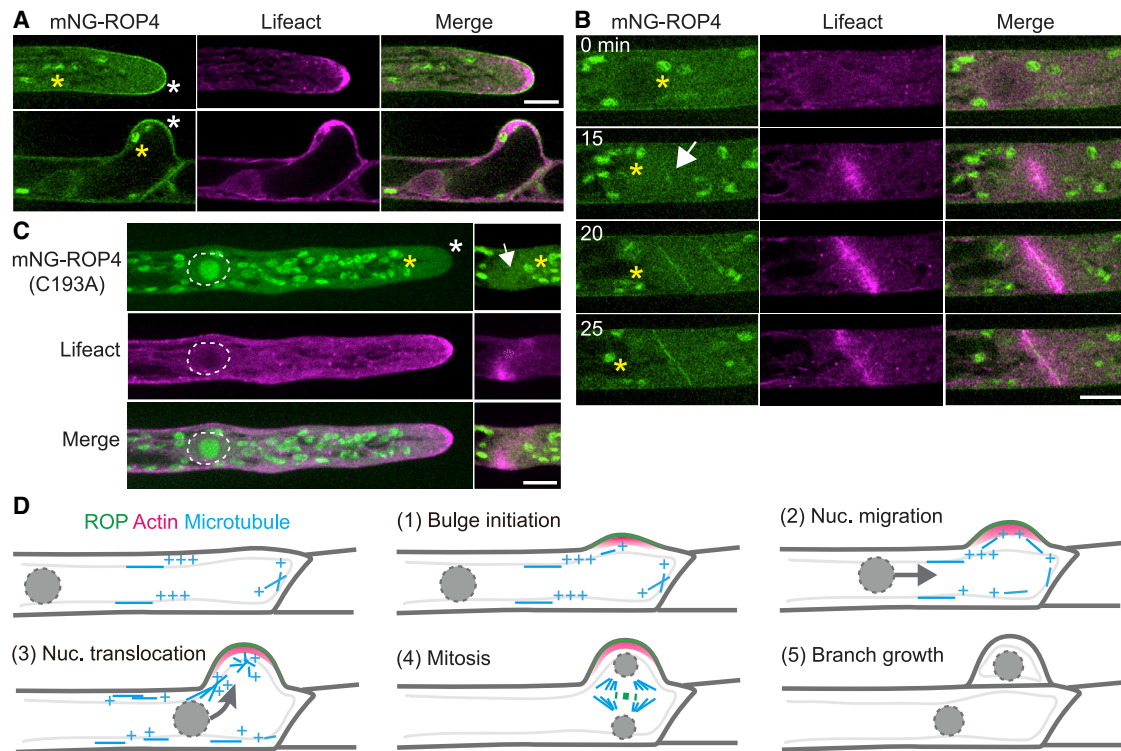 A
mNG-ROP4 Lifeact Merge
* *
* *
B
mNG-ROP4 Lifeact Merge
0 min
*
15
*
20
*
25
*
C
mNG-ROP4
(C193A)
* * *
Lifeact
Merge
D
ROP Actin Microtubule
+++
+
+
+++
(1) Bulge initiation
+++ +
+
+
+++
(2) Nuc. migration
+++ + + +
+
+ +
(3) Nuc. translocation
+ + + + + + +
+ + + +
(4) Mitosis
(5) Branch growth